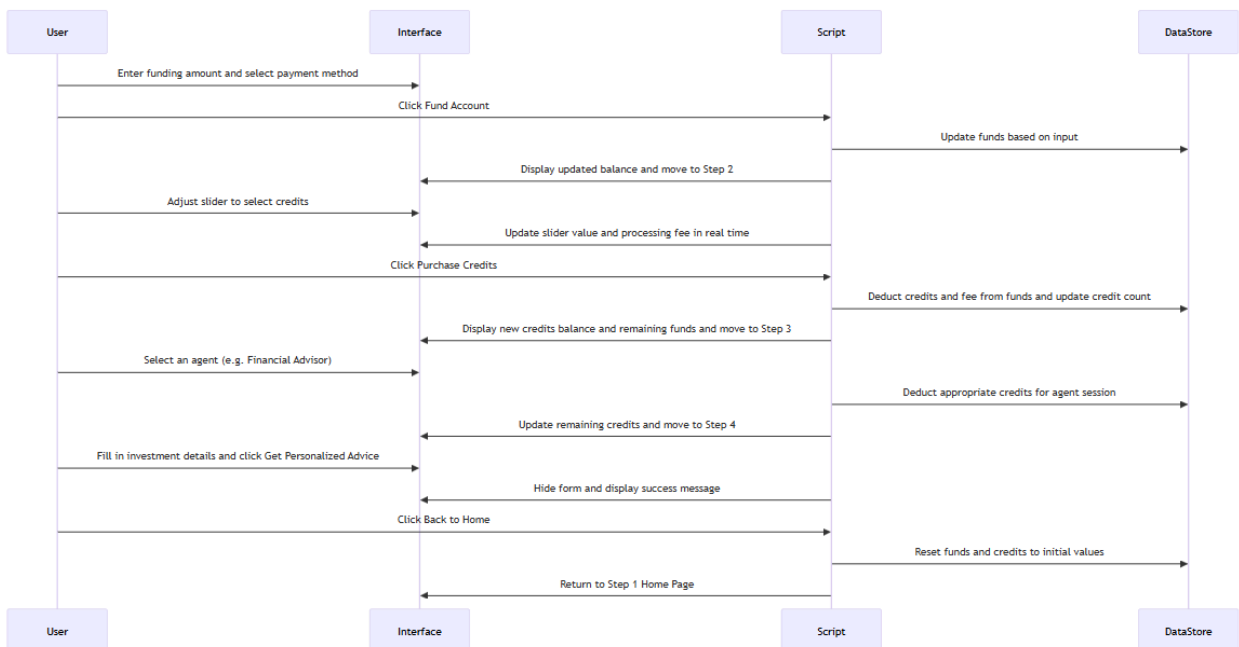 User
Interface
Script
DataStore
Enter funding amount and select payment method
Click Fund Account
Update funds based on input
Display updated balance and move to Step 2
Adjust slider to select credits
Update slider value and processing fee in real time
Click Purchase Credits
Deduct credits and fee from funds and update credit count
Display new credits balance and remaining funds and move to Step 3
Select an agent (e.g. Financial Advisor)
Deduct appropriate credits for agent session
Update remaining credits and move to Step 4
Fill in investment details and click Get Personalized Advice
Hide form and display success message
Click Back to Home
Reset funds and credits to initial values
Return to Step 1 Home Page
User
Interface
Script
DataStore